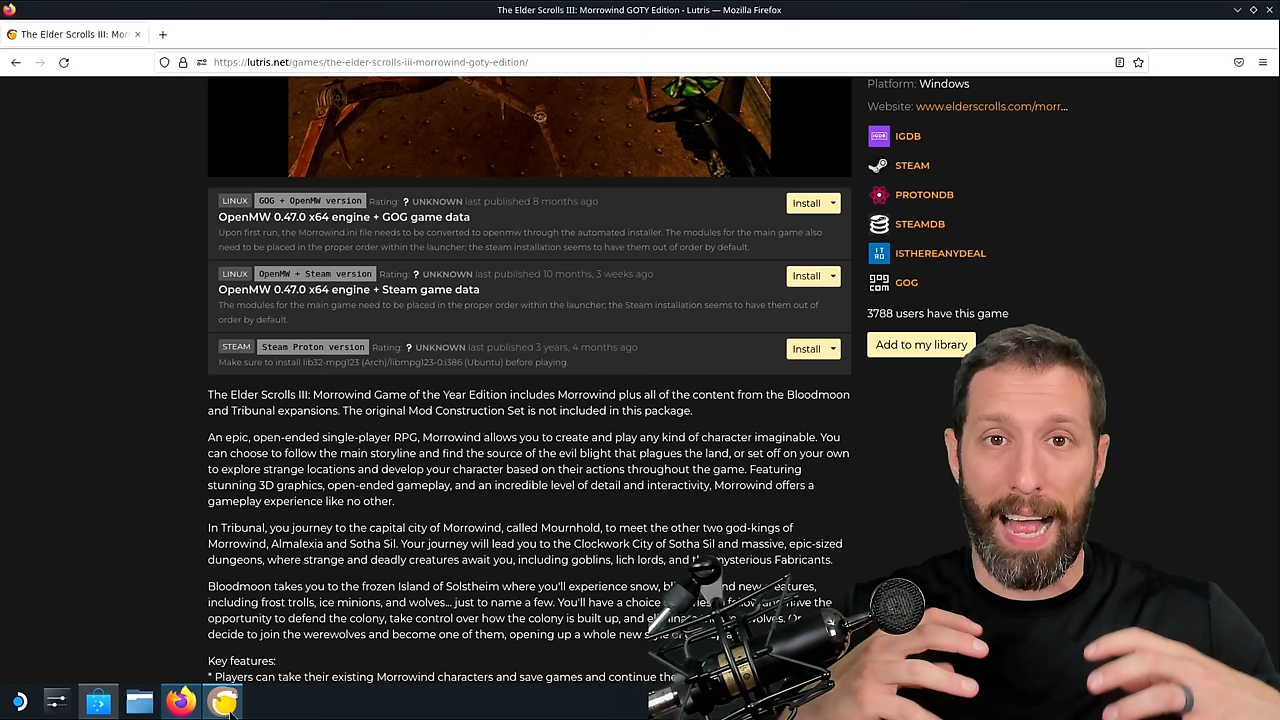 The Elder Scrolls III: Morrowind GOTY Edition - Lutris — Mozilla Firefox
The Elder Scrolls III: Mor
https://lutris.net/games/the-elder-scrolls-iii-morrowind-goty-edition/
Platform: Windows
Website: www.elderscrolls.com/morr...
IGDB
STEAM
PROTONDB
STEAMDB
ISTHEREANYDEAL
GOG
3788 users have this game
Add to my library
LINUX GOG + OpenMW version Rating: ? UNKNOWN last published 8 months ago
OpenMW 0.47.0 x64 engine + GOG game data
Install
Upon first run, the Morrowind.ini file needs to be converted to openmw through the automated installer. The modules for the main game also
need to be placed in the proper order within the launcher; the steam installation seems to have them out of order by default.
LINUX OpenMW + Steam version Rating: ? UNKNOWN last published 10 months, 3 weeks ago
OpenMW 0.47.0 x64 engine + Steam game data
Install
The modules for the main game need to be placed in the proper order within the launcher; the Steam installation seems to have them out of
order by default.
STEAM Steam Proton version Rating: ? UNKNOWN last published 3 years, 4 months ago
Install
Make sure to install lib32-mpg123 (Arch)/libmpg123-0:i386 (Ubuntu) before playing.
The Elder Scrolls III: Morrowind Game of the Year Edition includes Morrowind plus all of the content from the Bloodmoon
and Tribunal expansions. The original Mod Construction Set is not included in this package.
An epic, open-ended single-player RPG, Morrowind allows you to create and play any kind of character imaginable. You
can choose to follow the main storyline and find the source of the evil blight that plagues the land, or set off on your own
to explore strange locations and develop your character based on their actions throughout the game. Featuring
stunning 3D graphics, open-ended gameplay, and an incredible level of detail and interactivity, Morrowind offers a
gameplay experience like no other.
In Tribunal, you journey to the capital city of Morrowind, called Mournhold, to meet the other two god-kings of
Morrowind, Almalexia and Sotha Sil. Your journey will lead you to the Clockwork City of Sotha Sil and massive, epic-sized
dungeons, where strange and deadly creatures await you, including goblins, lich lords, and the mysterious Fabricants.
Bloodmoon takes you to the frozen Island of Solstheim where you'll experience snow, and new
including frost trolls, ice minions, and wolves... just to name a few. You'll have a choice have the
opportunity to defend the colony, take control over how the colony is built up, and
decide to join the werewolves and become one of them, opening up a whole new
Key features:
* Players can take their existing Morrowind characters and save games and continue the